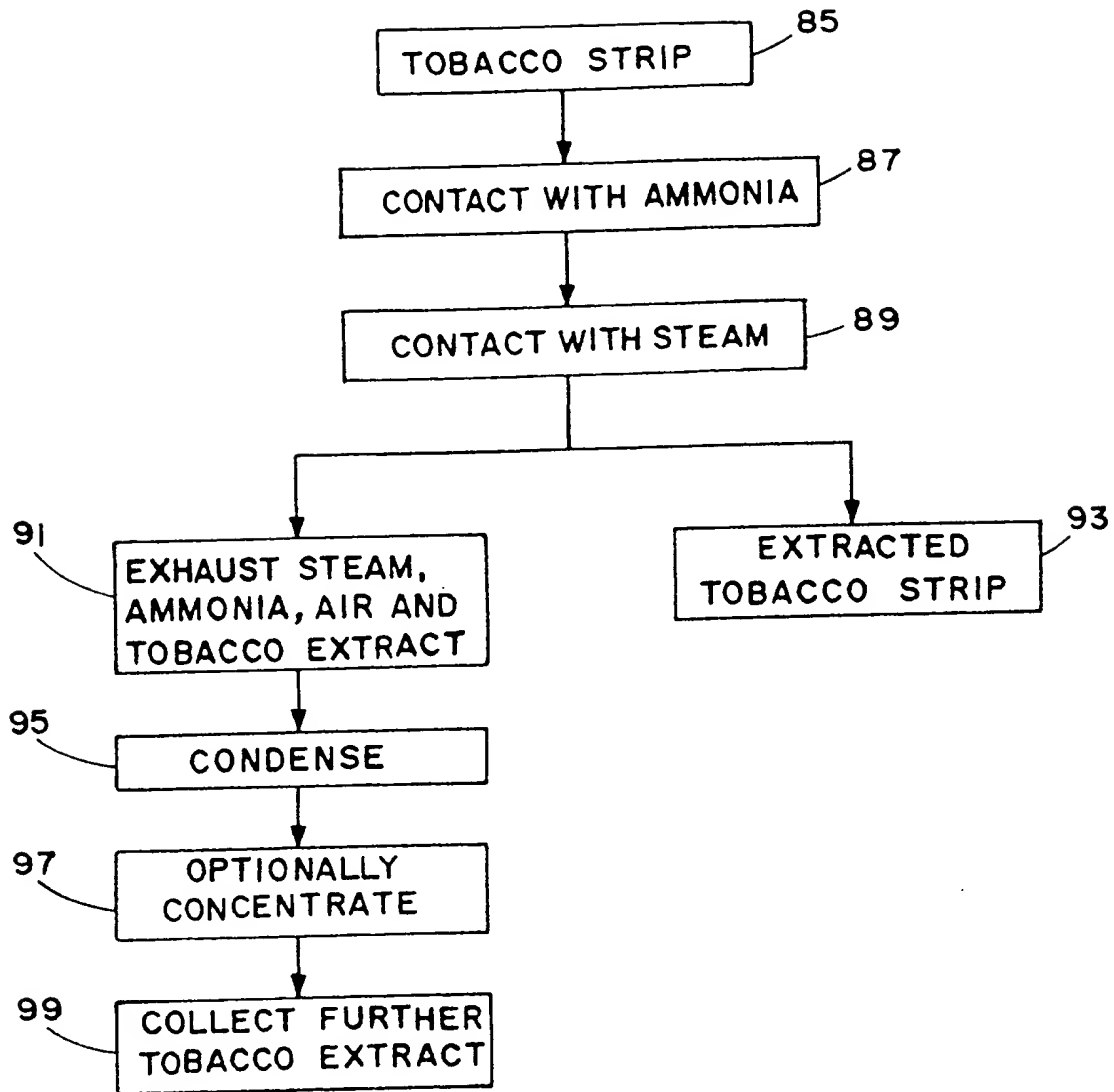 TOBACCO STRIP
85
CONTACT WITH AMMONIA
87
CONTACT WITH STEAM
89
91
EXHAUST STEAM,
AMMONIA, AIR AND
TOBACCO EXTRACT
93
EXTRACTED
TOBACCO STRIP
95
CONDENSE
97
OPTIONALLY
CONCENTRATE
99
COLLECT FURTHER
TOBACCO EXTRACT